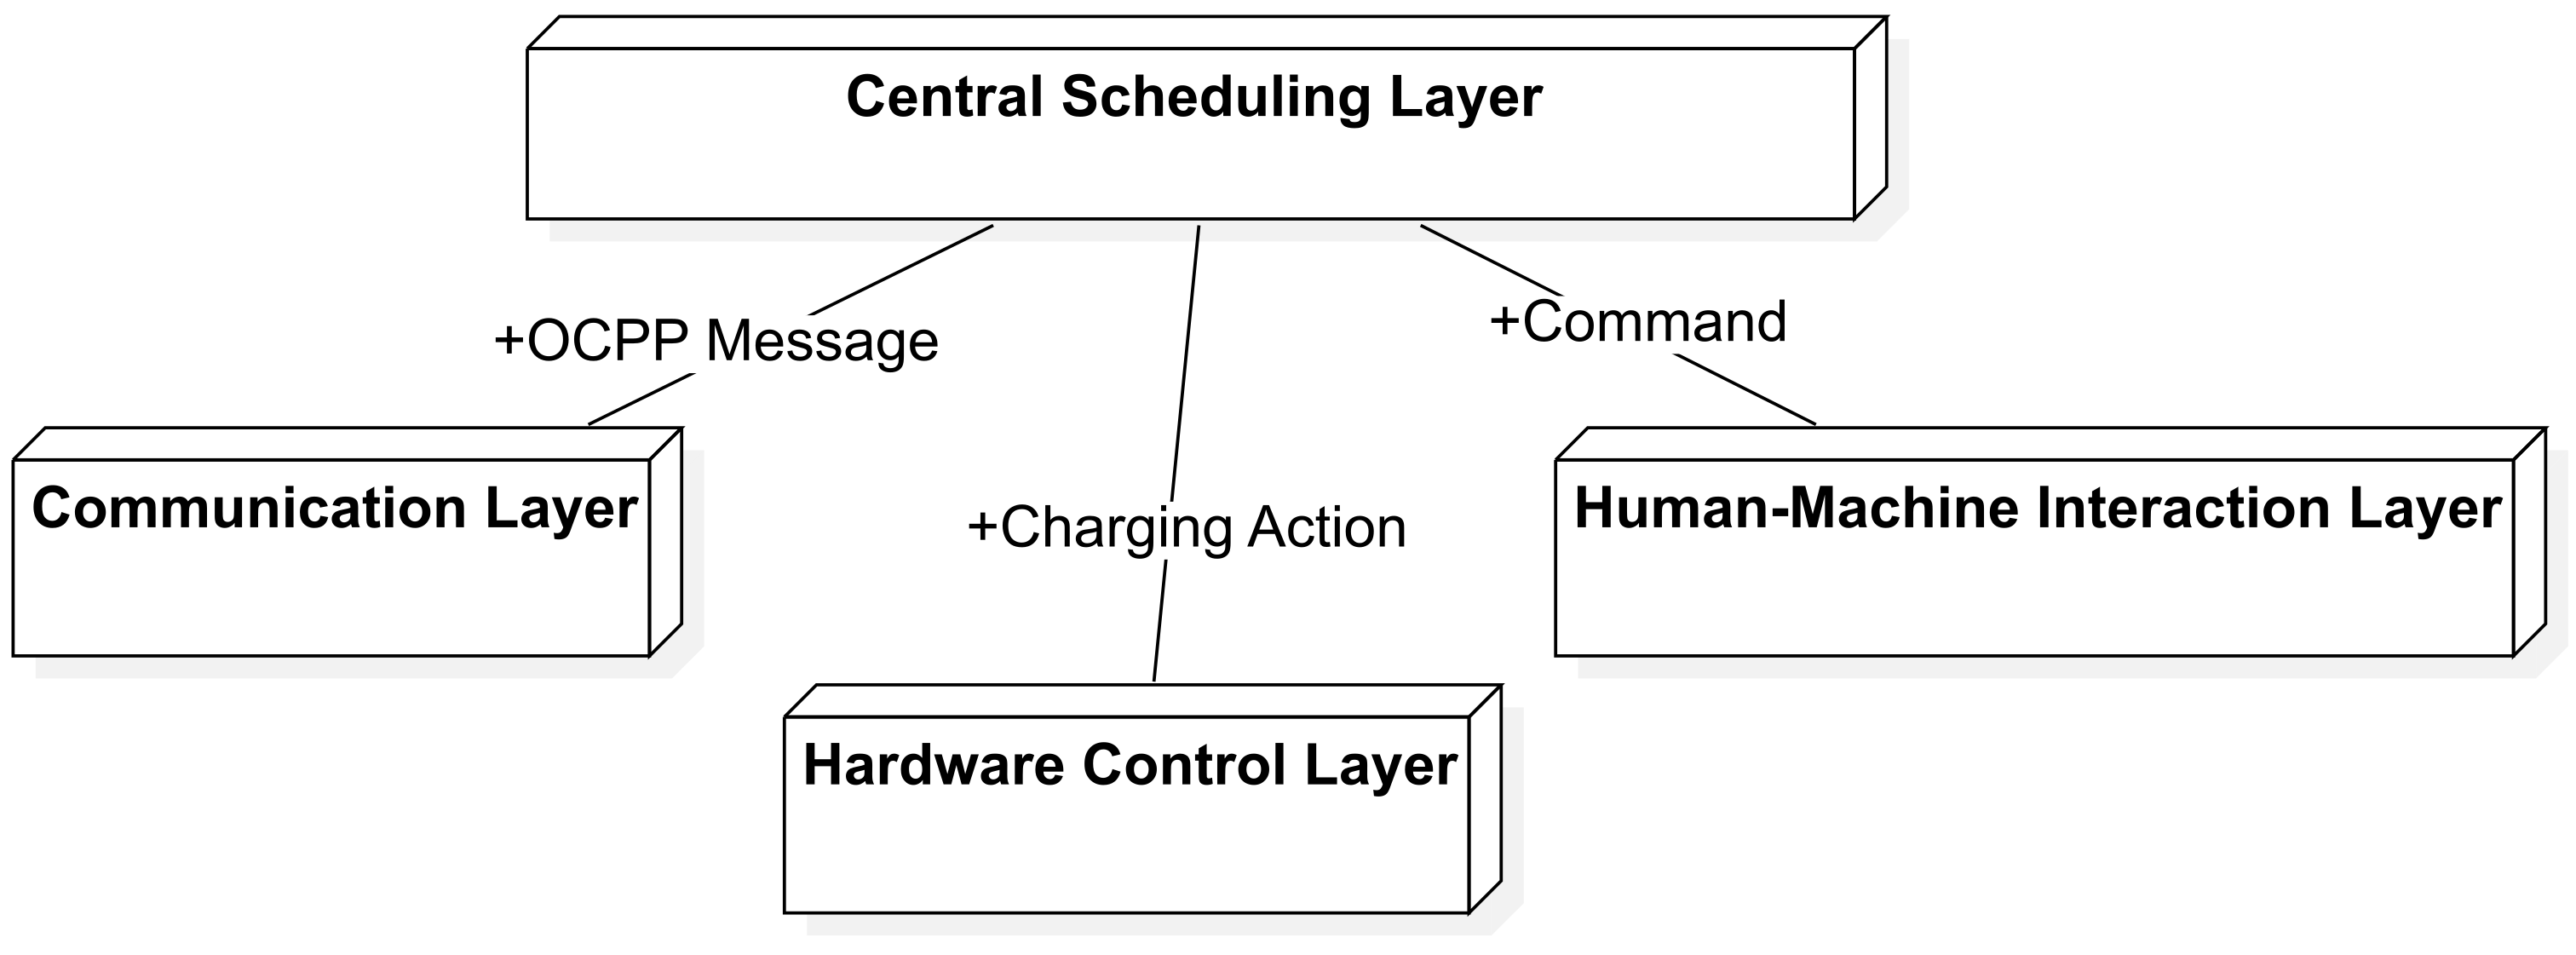 Central Scheduling Layer
+OCPP Message
+Command
Communication Layer
+Charging Action
Human-Machine Interaction Layer
Hardware Control Layer